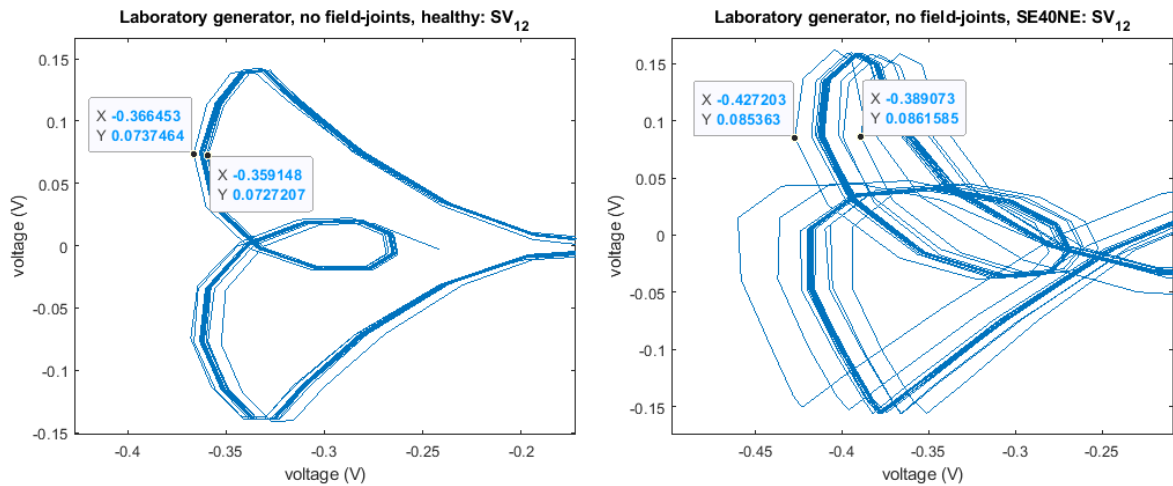 Laboratory generator, no field-joints, healthy: SV12
0.15
0.1
0.05
0
-0.05
-0.1
-0.15
voltage (V)
X -0.366453
Y 0.0737464
X -0.359148
Y 0.0727207
-0.4
-0.35
-0.3
-0.25
-0.2
voltage (V)
Laboratory generator, no field-joints, SE40NE: SV12
0.15
0.1
0.05
0
-0.05
-0.1
-0.15
voltage (V)
X -0.427203
Y 0.085363
X -0.389073
Y 0.0861585
-0.45
-0.4
-0.35
-0.3
-0.25
voltage (V)